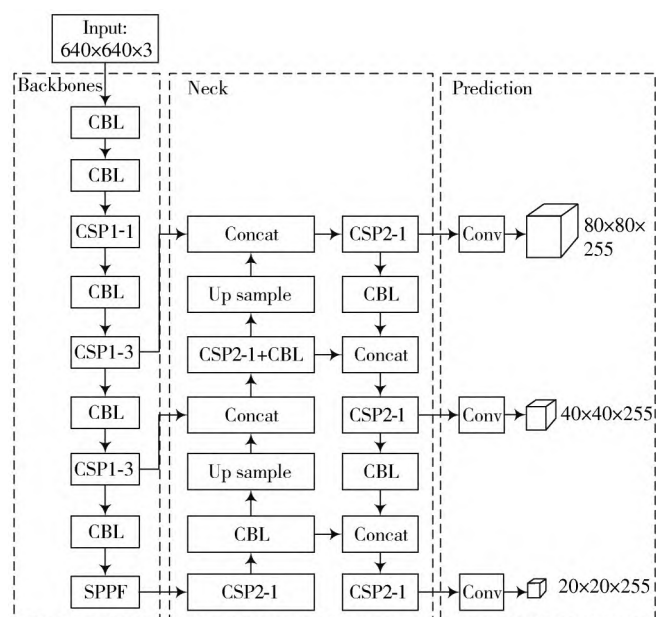 Input:
640×640×3
Backbones
CBL
CBL
CSP1-1
CBL
CSP1-3
CBL
CSP1-3
CBL
SPPF
Neck
Concat
Up sample
CSP2-1+CBL
Concat
Up sample
CBL
CSP2-1
CSP2-1
CBL
Concat
CSP2-1
CBL
Concat
CSP2-1
Prediction
Conv
80×80×
255
Conv
40×40×255
Conv
20×20×255